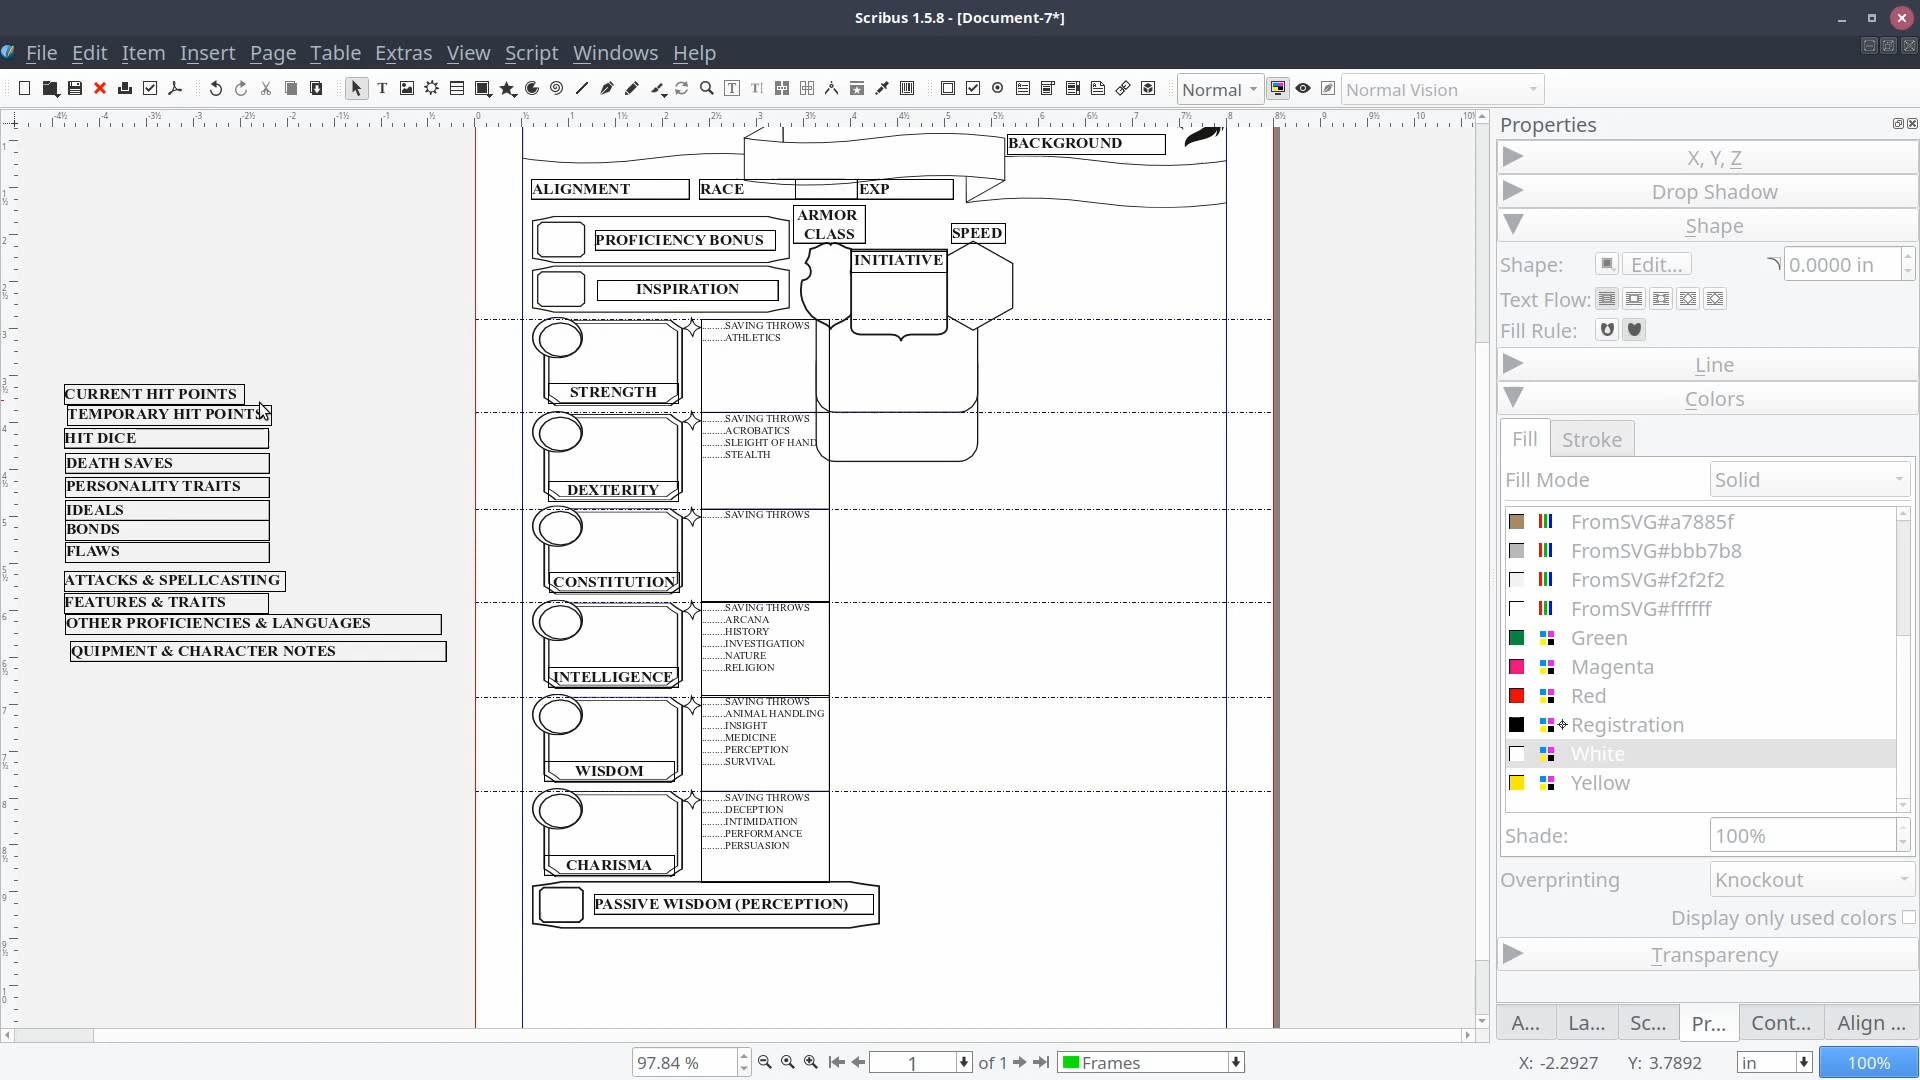 Scribus 1.5.8 - [Document-7*]
File Edit Item Insert Page Table Extras View Script Windows Help
Normal
Normal Vision
BACKGROUND
ALIGNMENT
RACE
EXP
PROFICIENCY BONUS
INSPIRATION
ARMOR
CLASS
INITIATIVE
SPEED
STRENGTH
.........SAVING THROWS
.........ATHLETICS
DEXTERITY
.........SAVING THROWS
.........ACROBATICS
.........SLEIGHT OF HAND
.........STEALTH
CONSTITUTION
.........SAVING THROWS
INTELLIGENCE
.........SAVING THROWS
.........ARCANA
.........HISTORY
.........INVESTIGATION
.........NATURE
.........RELIGION
WISDOM
.........SAVING THROWS
.........ANIMAL HANDLING
.........INSIGHT
.........MEDICINE
.........PERCEPTION
.........SURVIVAL
CHARISMA
.........SAVING THROWS
.........DECEPTION
.........INTIMIDATION
.........PERFORMANCE
.........PERSUASION
PASSIVE WISDOM (PERCEPTION)
CURRENT HIT POINTS
TEMPORARY HIT POINTS
HIT DICE
DEATH SAVES
PERSONALITY TRAITS
IDEALS
BONDS
FLAWS
ATTACKS & SPELLCASTING
FEATURES & TRAITS
OTHER PROFICIENCIES & LANGUAGES
QUIPMENT & CHARACTER NOTES
Properties
X, Y, Z
Drop Shadow
Shape
Shape:
Edit...
0.0000 in
Text Flow:
Fill Rule:
Line
Colors
Fill
Stroke
Fill Mode
Solid
FromSVG#a7885f
FromSVG#bbb7b8
FromSVG#f2f2f2
FromSVG#ffffff
Green
Magenta
Red
Registration
White
Yellow
Shade:
100%
Overprinting
Knockout
Display only used colors
Transparency
A...
La...
Sc...
Pr...
Cont...
Align ...
97.84 %
1
of 1
Frames
X: -2.2927
Y: 3.7892
in
100%